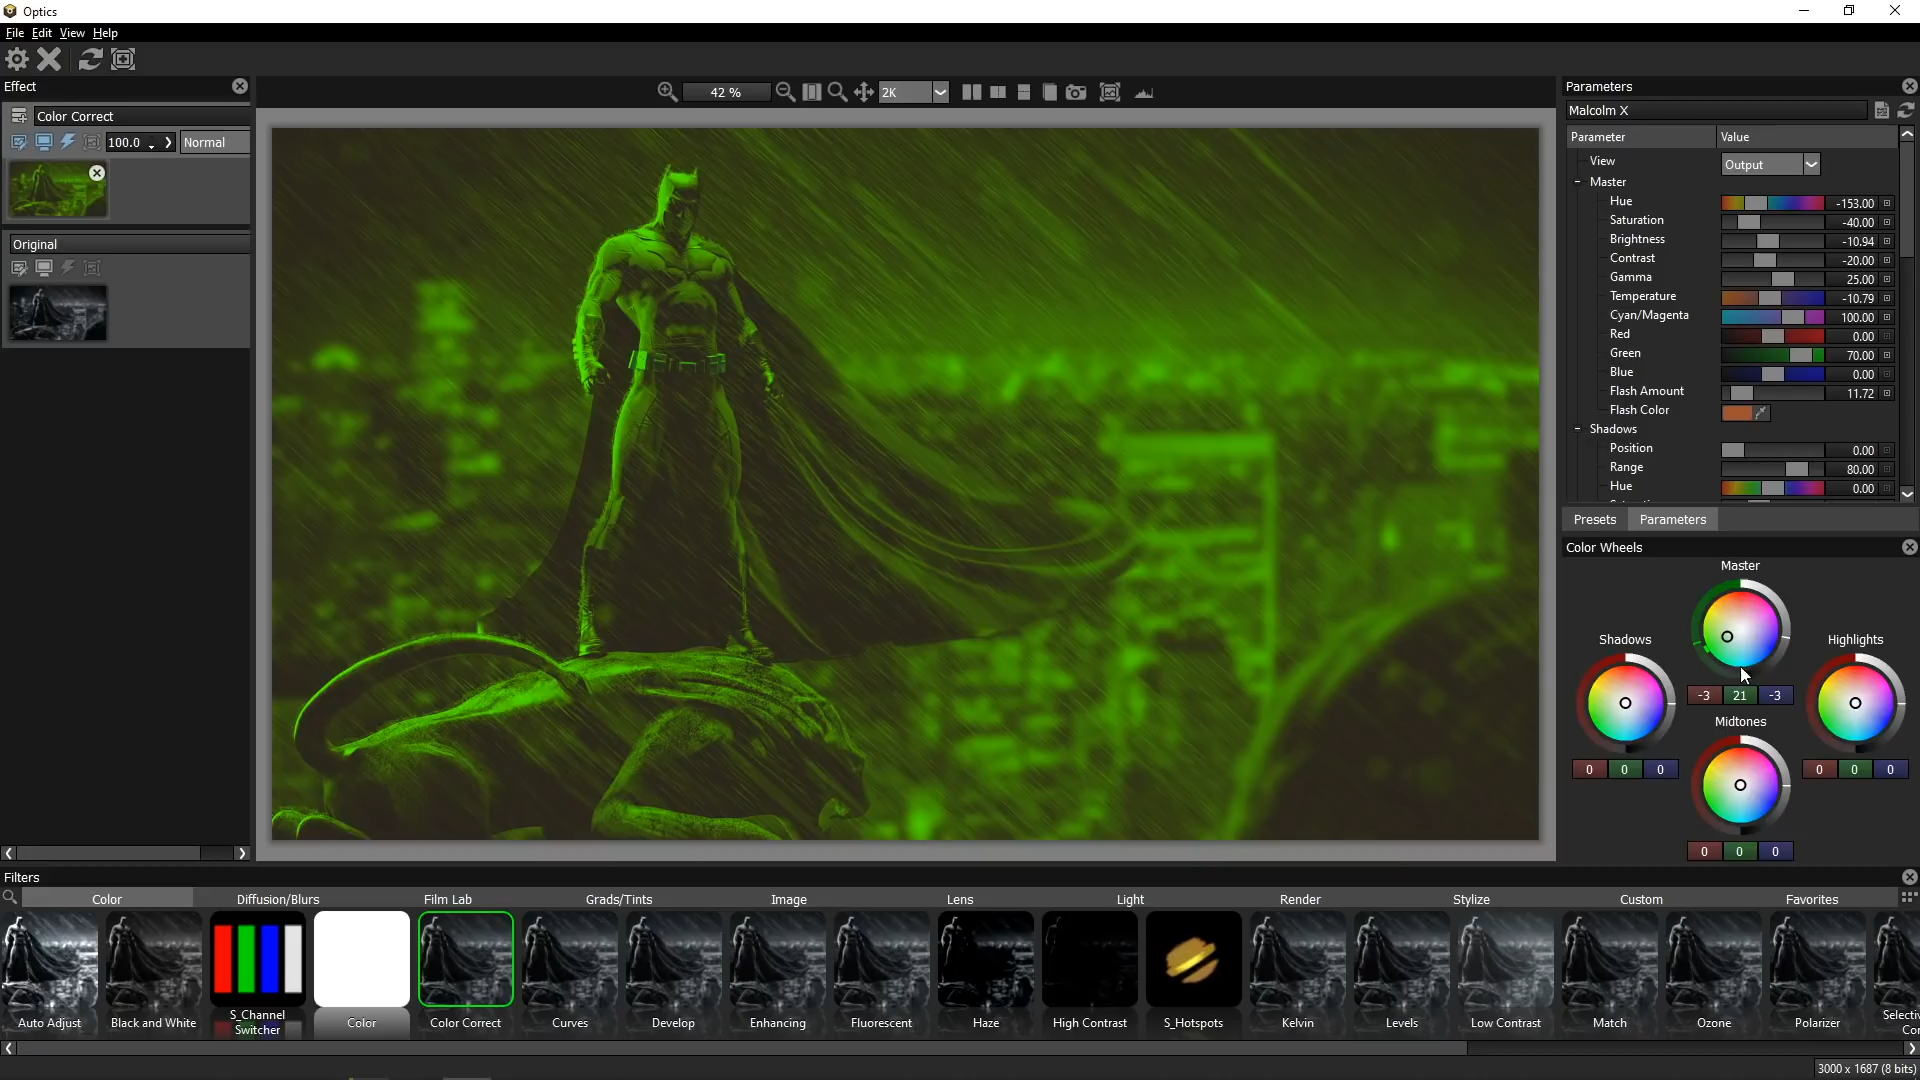 Optics
File Edit View Help
Effect
Color Correct
100.0 Normal
Original
42 %
2K
Parameters
Malcolm X
Parameter Value
View Output
Master
Hue -153.00
Saturation -40.00
Brightness -10.94
Contrast -20.00
Gamma 25.00
Temperature -10.79
Cyan/Magenta 100.00
Red 0.00
Green 70.00
Blue 0.00
Flash Amount 11.72
Flash Color
Shadows
Position 0.00
Range 80.00
Hue 0.00
Presets Parameters
Color Wheels
Master
Shadows
Highlights
-3 21 -3
Midtones
0 0 0
0 0 0
0 0 0
Filters
Color Diffusion/Blurs Film Lab Grads/Tints Image Lens Light Render Stylize Custom Favorites
Auto Adjust
Black and White
S_Channel
Switcher
Color
Color Correct
Curves
Develop
Enhancing
Fluorescent
Haze
High Contrast
S_Hotspots
Kelvin
Levels
Low Contrast
Match
Ozone
Polarizer
Selectiv
Cor
3000 x 1687 (8 bits)